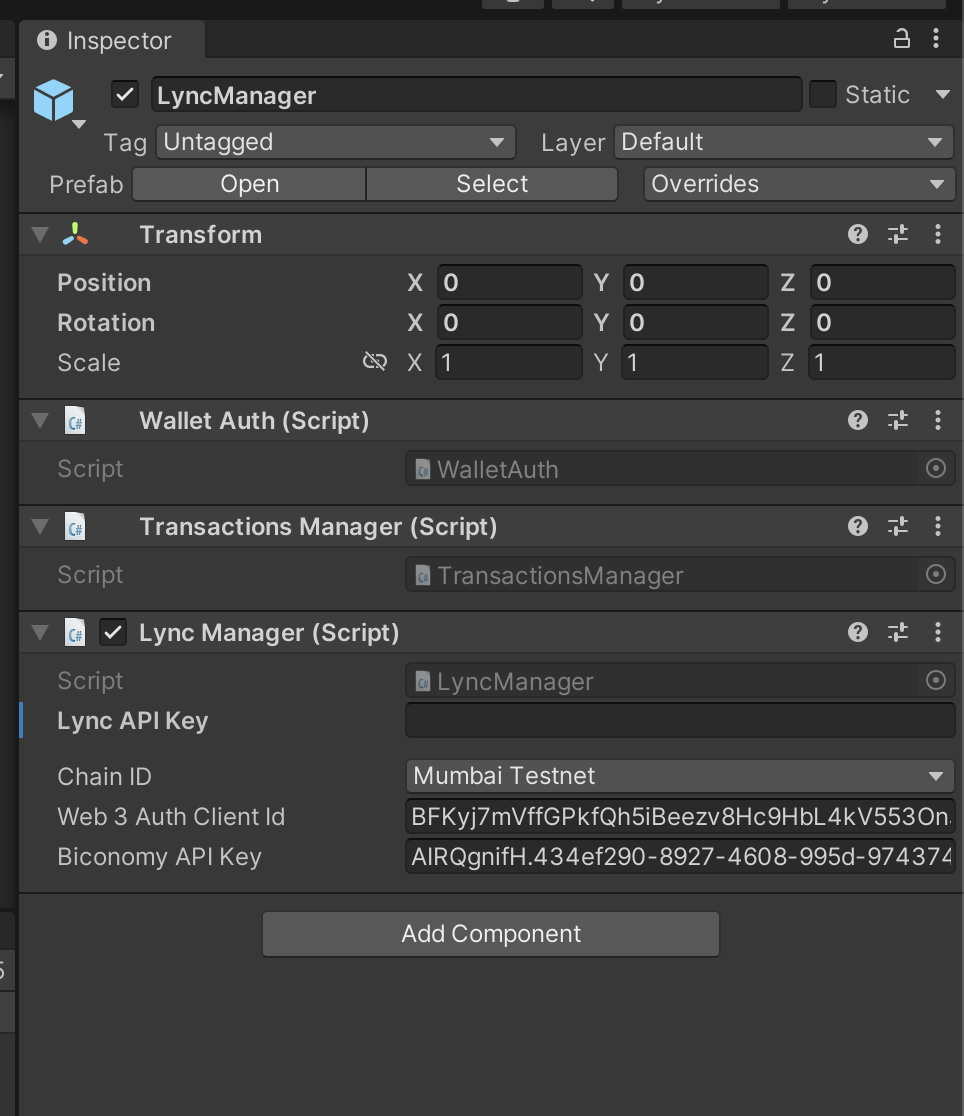 Inspector
LyncManager Static
Tag Untagged Layer Default
Prefab Open Select Overrides
Transform
Position X 0 Y 0 Z 0
Rotation X 0 Y 0 Z 0
Scale X 1 Y 1 Z 1
C# Wallet Auth (Script)
Script WalletAuth
C# Transactions Manager (Script)
Script TransactionsManager
C# Lync Manager (Script)
Script LyncManager
Lync API Key
Chain ID Mumbai Testnet
Web 3 Auth Client Id BFKyj7mVffGPkfQh5iBeezv8Hc9HbL4kV553On
Biconomy API Key AIRQgnifH.434ef290-8927-4608-995d-974374
Add Component
5